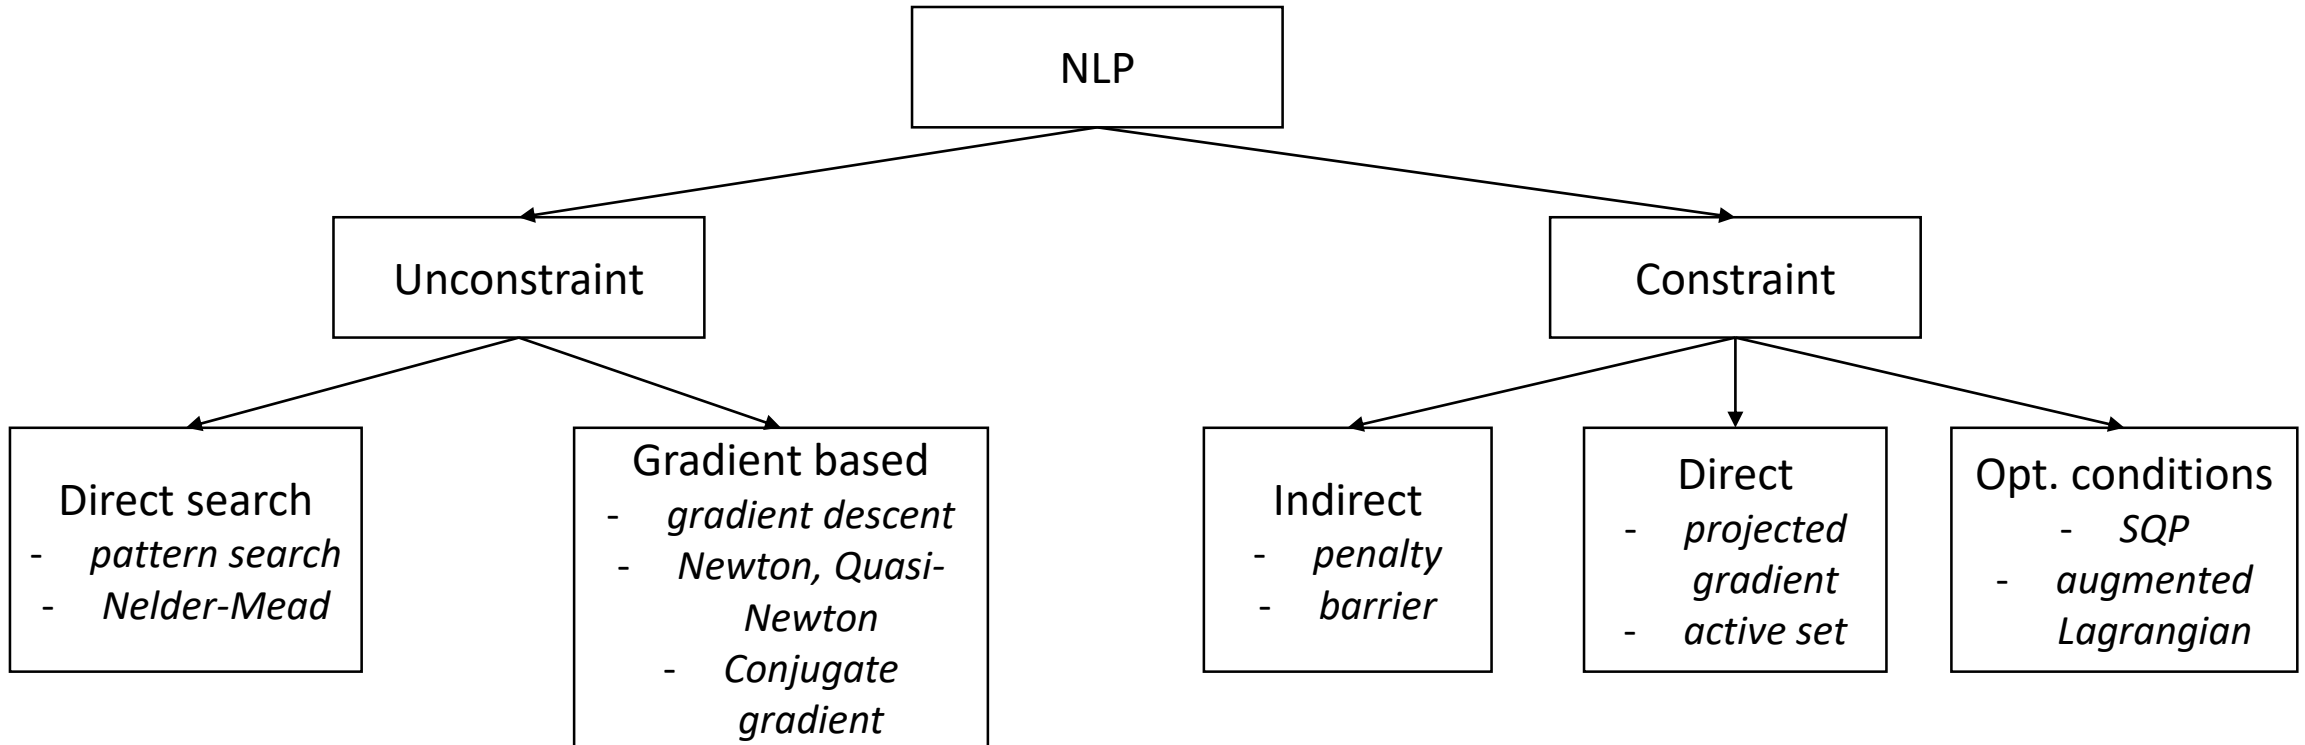 NLP
Unconstraint
Constraint
Direct search
- pattern search
- Nelder-Mead
Gradient based
- gradient descent
- Newton, Quasi-
Newton
- Conjugate
gradient
Indirect
- penalty
- barrier
Direct
- projected
gradient
- active set
Opt. conditions
- SQP
- augmented
Lagrangian